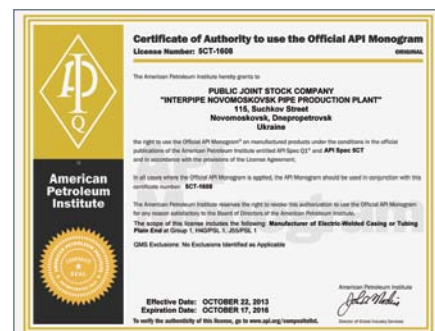 Certificate of Authority to use the Official API Monogram
License Number: 5CT-1608
ORIGINAL
The American Petroleum Institute hereby grants to
PUBLIC JOINT STOCK COMPANY
"INTERPIPE NOVOMOSKOVSK PIPE PRODUCTION PLANT"
115, Suchkov Street
Novomoskovsk, Dnepropetrovsk
Ukraine
the right to use the Official API Monogram® on manufactured products under the conditions in the official
publications of the American Petroleum Institute entitled API Spec Q1® and API Spec 5CT
and in accordance with the provisions of the License Agreement.
In all cases where the Official API Monogram is applied, the API Monogram should be used in conjunction with this
certificate number: 5CT-1608
The American Petroleum Institute reserves the right to revoke this authorization to use the Official API Monogram
for any reason satisfactory to the Board of Directors of the American Petroleum Institute.
The scope of this license includes the following: Manufacturer of Electric-Welded Casing or Tubing
Plain End at Group 1, H40/PSL 1, J55/PSL 1
QMS Exclusions: No Exclusions Identified as Applicable
API
Q
American
Petroleum
Institute
SEAL
Effective Date: OCTOBER 22, 2013
Expiration Date: OCTOBER 17, 2016
To verify the authenticity of this license, go to www.api.org/compositelist.
American Petroleum Institute
Director of Global Industry Services